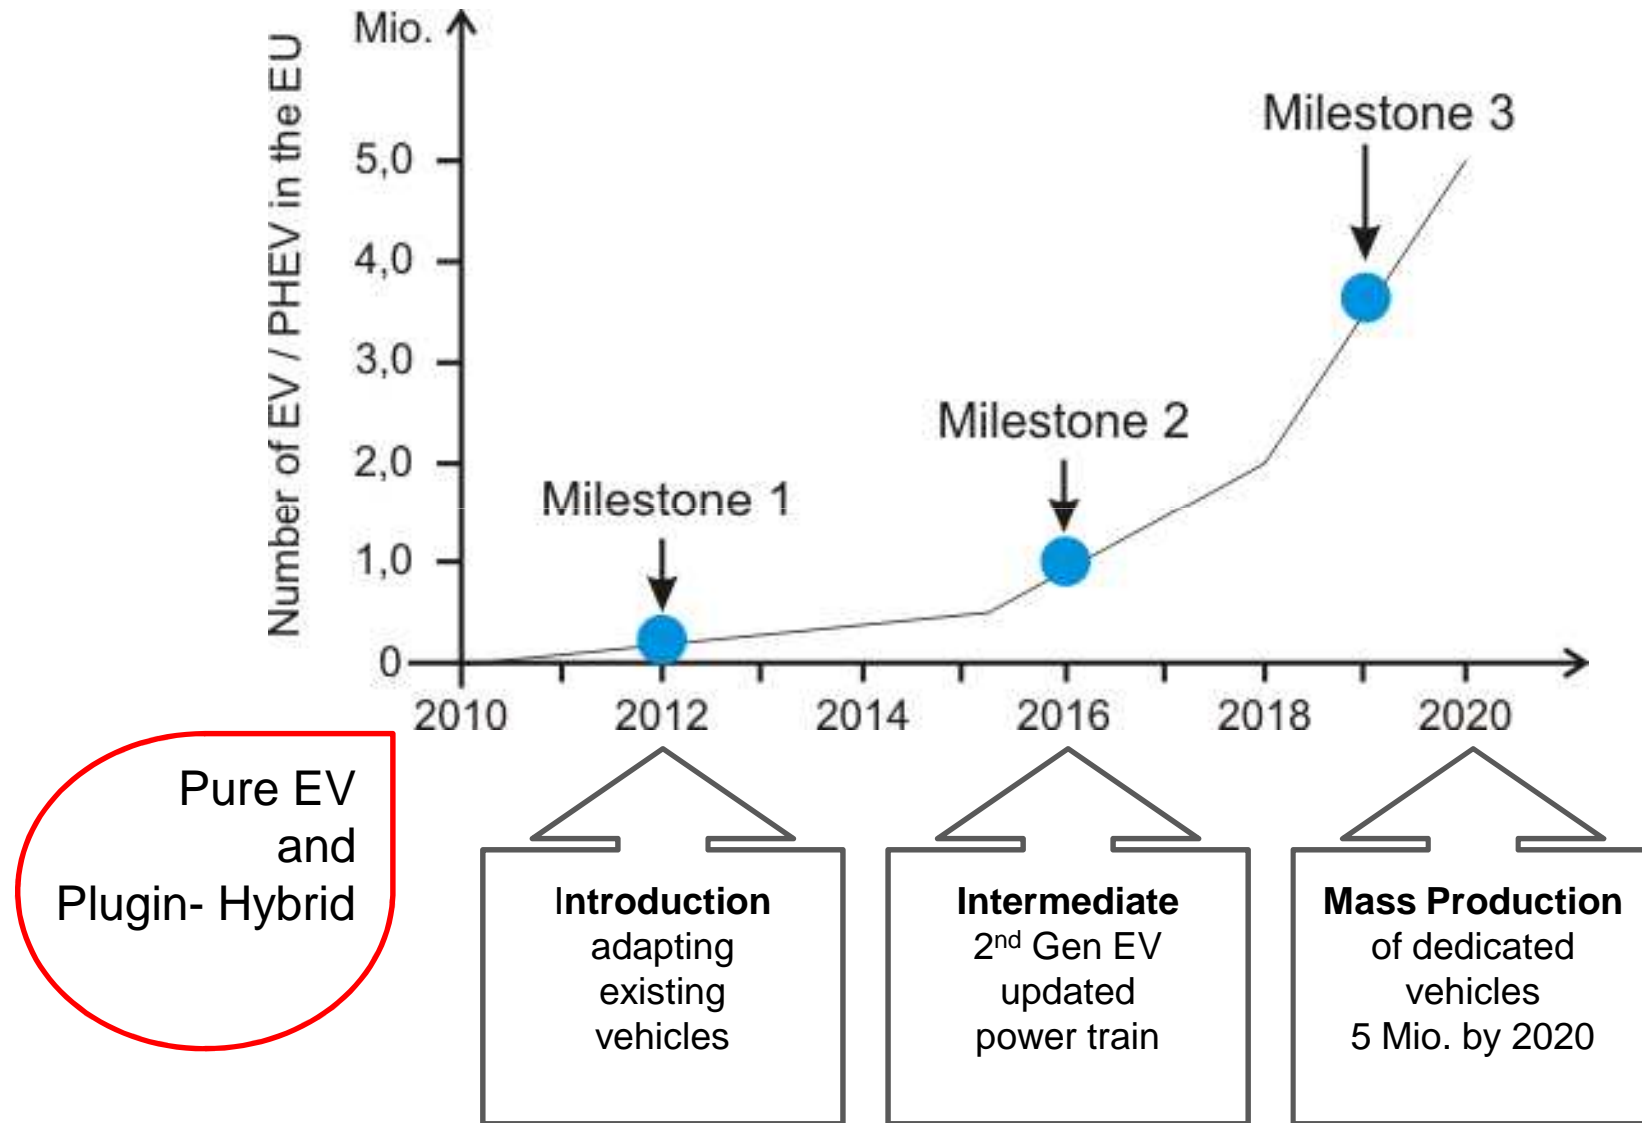 Mio.
Number of EV / PHEV in the EU
5,0
4,0
3,0
2,0
1,0
0
Milestone 1
Milestone 2
Milestone 3
2010 2012 2014 2016 2018 2020
Pure EV
and
Plugin- Hybrid
Introduction
adapting
existing
vehicles
Intermediate
2nd Gen EV
updated
power train
Mass Production
of dedicated
vehicles
5 Mio. by 2020